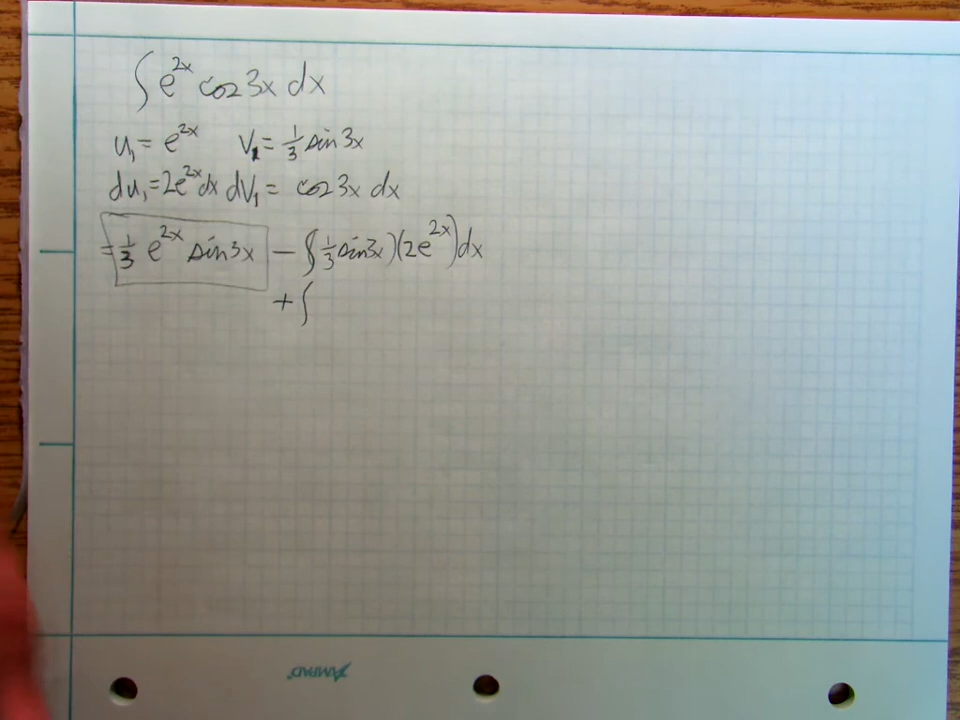 ∫ e^{2x} cos 3x dx
u₁ = e^{2x} v₁ = 1/3 sin 3x
du₁ = 2e^{2x} dx dv₁ = cos 3x dx
= 1/3 e^{2x} sin 3x − ∫(1/3 sin 3x)(2e^{2x})dx
+ ∫
AMPAD